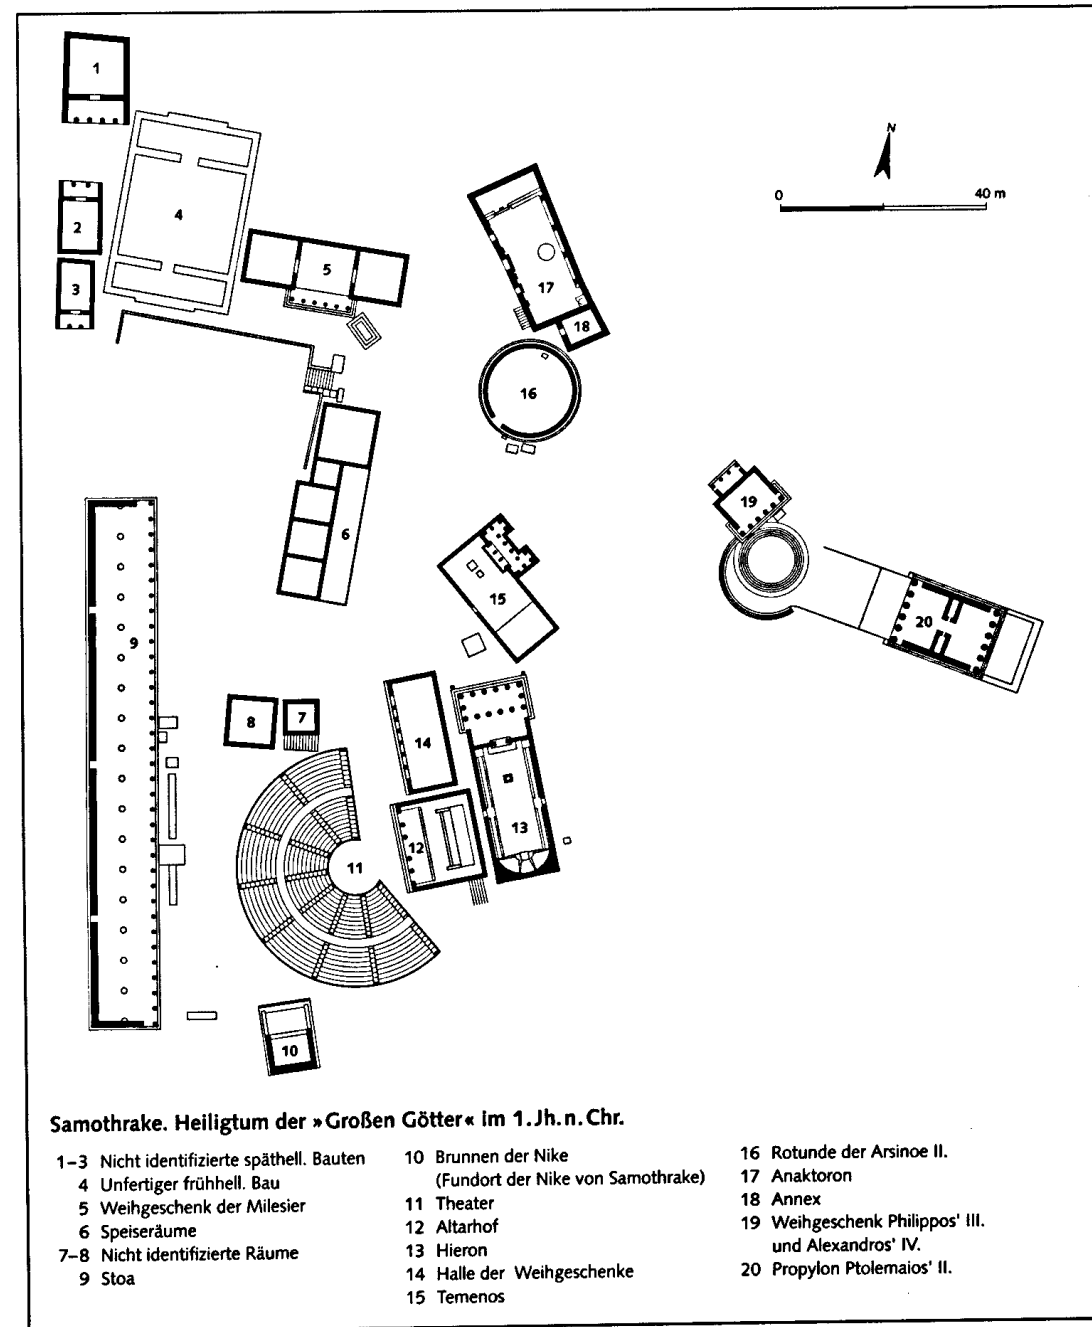 1
N
0 40 m
2
4
3
5
17
18
16
19
6
15
20
9
8
7
14
13
12
11
10
Samothrake. Heiligtum der »Großen Götter« im 1. Jh. n. Chr.
1–3 Nicht identifizierte späthell. Bauten
4 Unfertiger frühhell. Bau
5 Weihgeschenk der Milesier
6 Speiseräume
7–8 Nicht identifizierte Räume
9 Stoa
10 Brunnen der Nike
(Fundort der Nike von Samothrake)
11 Theater
12 Altarhof
13 Hieron
14 Halle der Weihgeschenke
15 Temenos
16 Rotunde der Arsinoe II.
17 Anaktoron
18 Annex
19 Weihgeschenk Philippos' III.
und Alexandros' IV.
20 Propylon Ptolemaios' II.